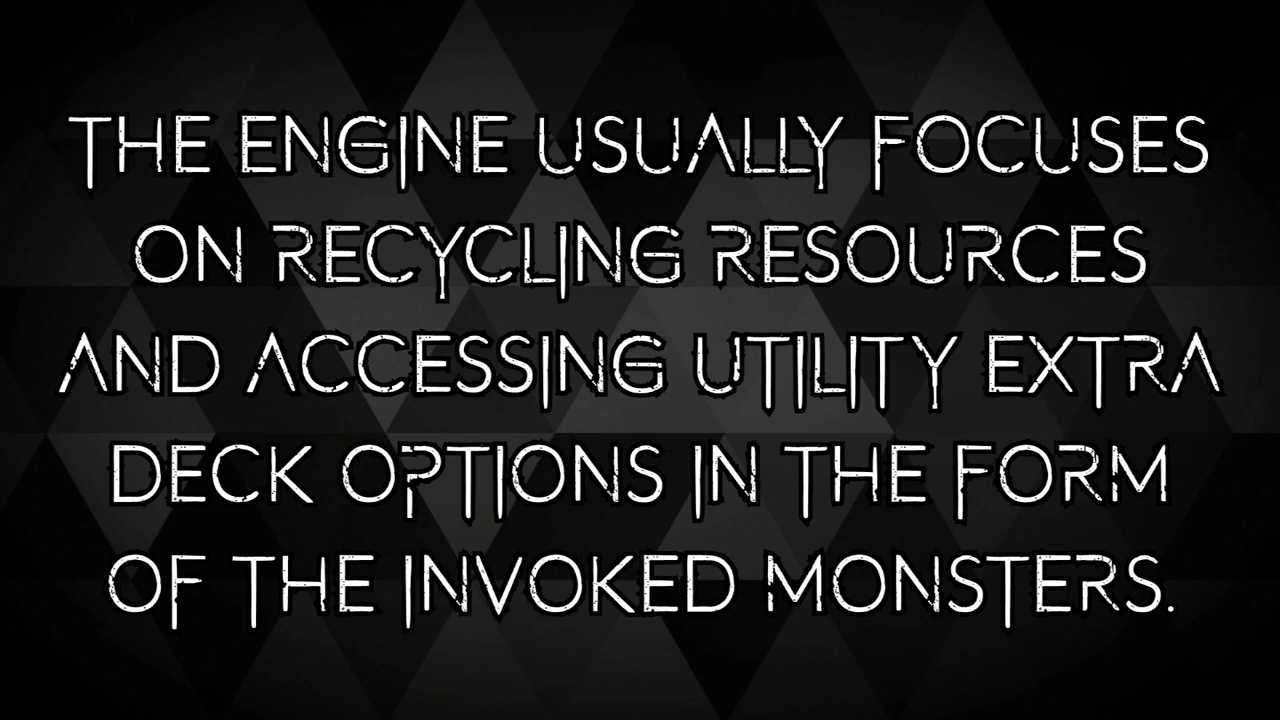 THE ENGINE USUALLY FOCUSES
ON RECYCLING RESOURCES
AND ACCESSING UTILITY EXTRA
DECK OPTIONS IN THE FORM
OF THE INVOKED MONSTERS.